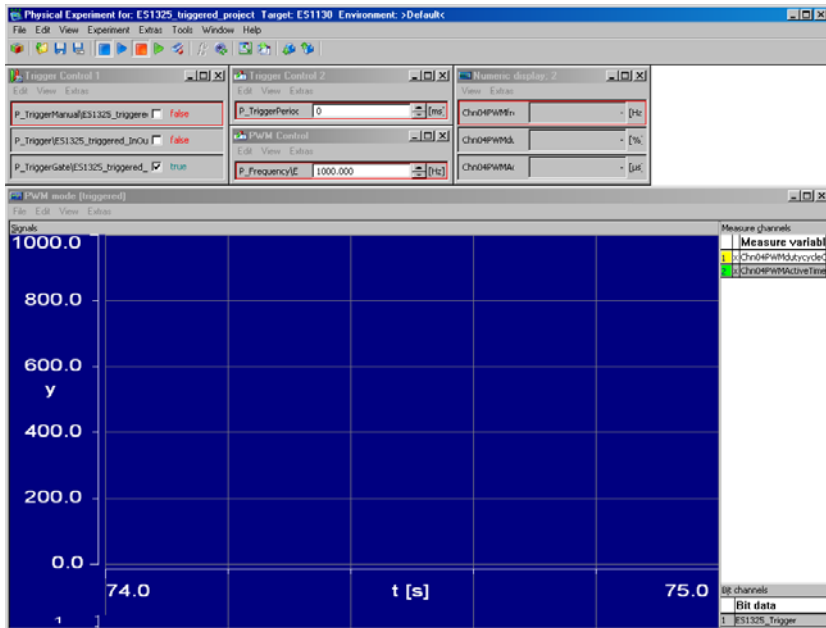 Physical Experiment for: ES1325_triggered_project Target: ES1130 Environment: >Default<
File Edit View Experiment Extras Tools Window Help
Trigger Control 1
Edit View Extras
P_TriggerManual\ES1325_triggered false
P_Trigger\ES1325_triggered_InOu false
P_TriggerGate\ES1325_triggered_ true
Trigger Control 2
Edit View Extras
P_TriggerPeriod 0 [ms]
PWM Control
Edit View Extras
P_Frequency\E 1000.000 [Hz]
Numeric display, 2
View Extras
Chn04PWMfre - [Hz
Chn04PWMdu - [%]
Chn04PWMAc - [µs]
PWM mode [triggered]
File Edit View Extras
Signals
1000.0
800.0
600.0
y
400.0
200.0
0.0
74.0 t [s] 75.0
1
Measure channels
Measure variabl
1 x Chn04PWMdutycycleC
2 x Chn04PWMActiveTime
Bit channels
Bit data
1 ES1325_Trigger